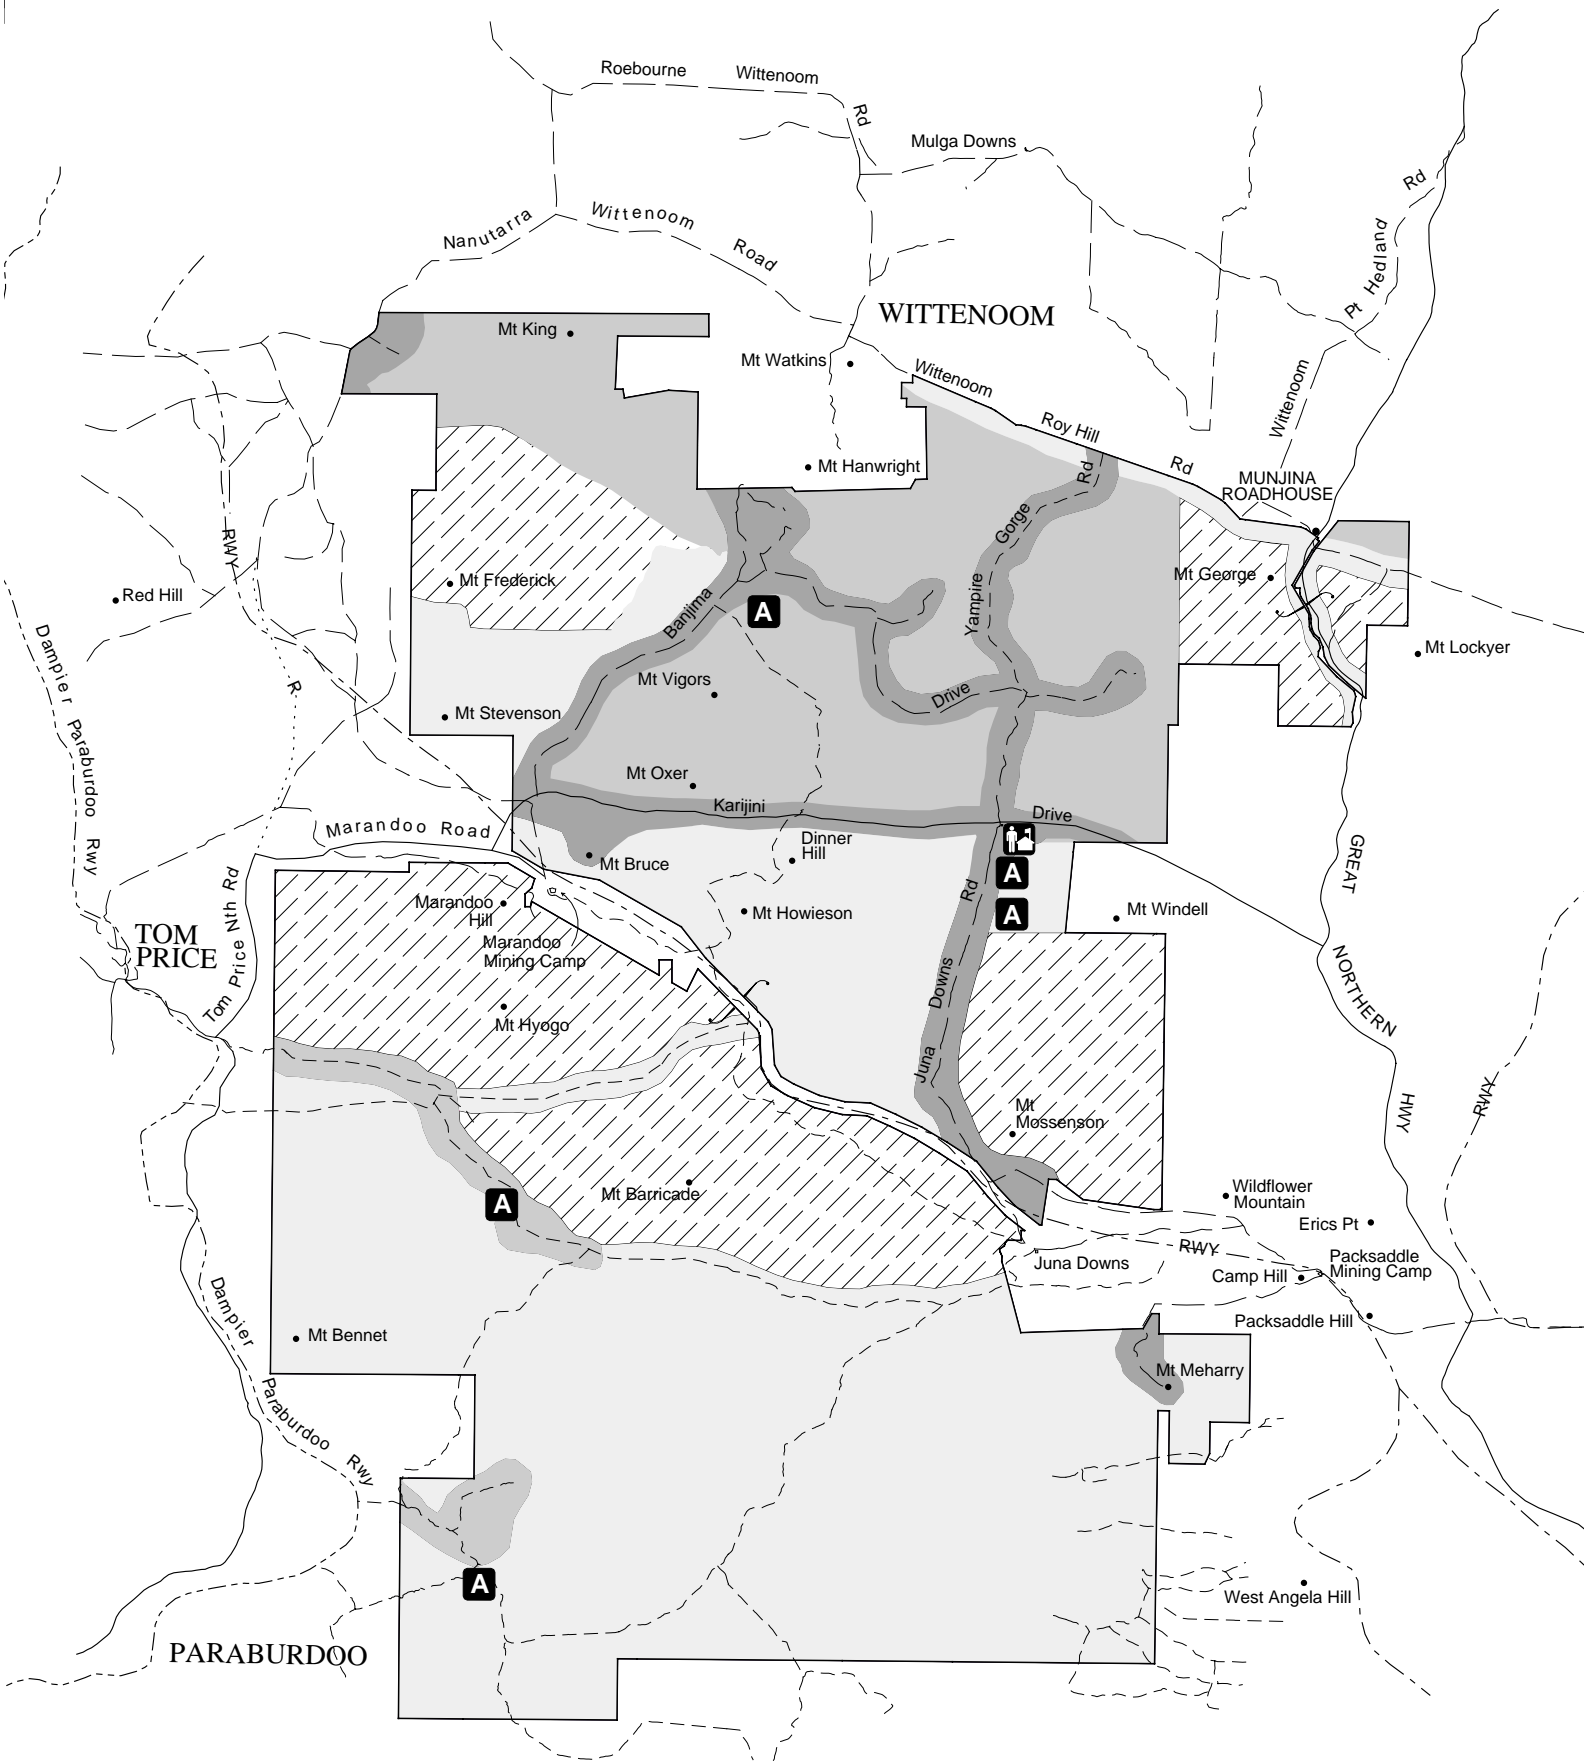 Roebourne Wittenoom Rd
Mulga Downs
Rd
Pt Hedland
Nanutarra Wittenoom Road
WITTENOOM
Mt King
Mt Watkins
Wittenoom
Roy Hill
Rd
Wittenoom
Mt Hanwright
Rd
MUNJINA
ROADHOUSE
Gorge
RWY
Mt Frederick
Mt George
Red Hill
Banjima
A
Yampire
Mt Lockyer
Dampier Paraburdoo Rwy
R
Mt Vigors
Drive
Mt Stevenson
Mt Oxer
Karijini
Drive
Marandoo Road
Dinner
Hill
GREAT
Mt Bruce
A
Tom Price Nth Rd
Marandoo
Hill
Rd
Mt Howieson
A
Mt Windell
TOM
PRICE
Marandoo
Mining Camp
Downs
NORTHERN
Mt Hyogo
Juna
Mt
Mossenson
HWY
RWY
A
Mt Barricade
Wildflower
Mountain
Erics Pt
RWY
Juna Downs
Packsaddle
Mining Camp
Camp Hill
Dampier
Mt Bennet
Packsaddle Hill
Mt Meharry
Paraburdoo
Rwy
A
West Angela Hill
PARABURDOO